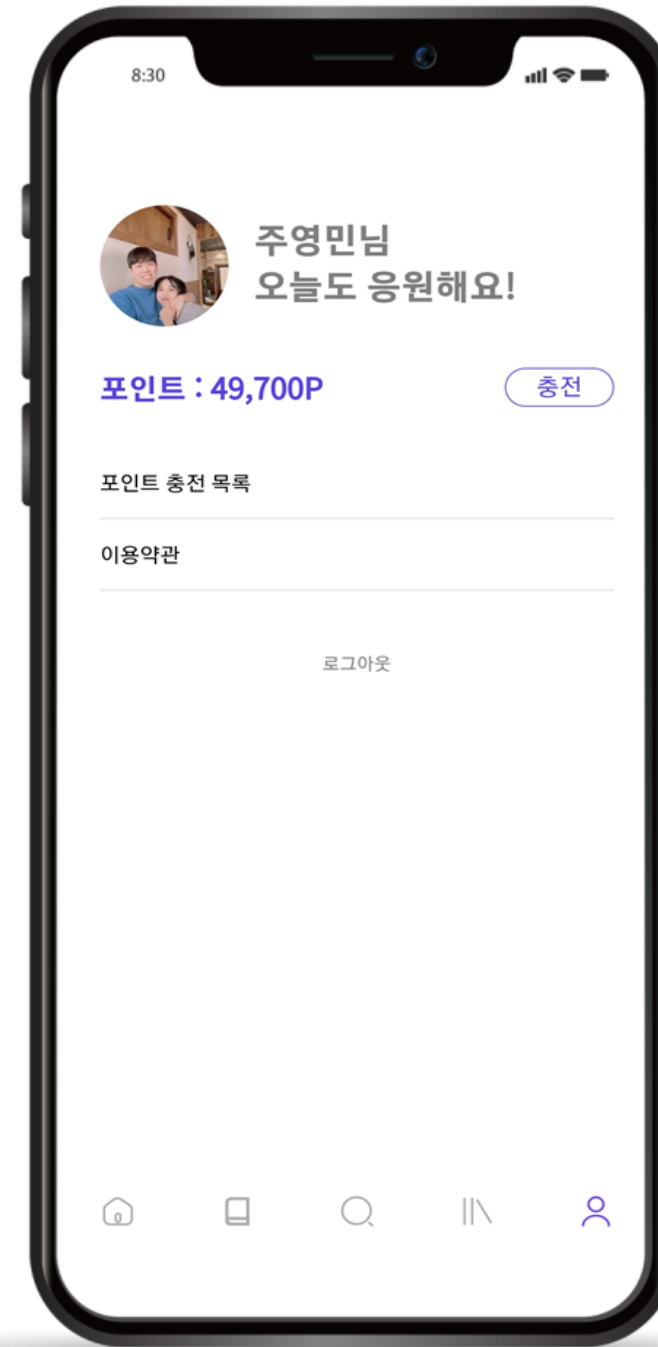 8:30
주영민님
오늘도 응원해요!
포인트 : 49,700P
충전
포인트 충전 목록
이용약관
로그아웃